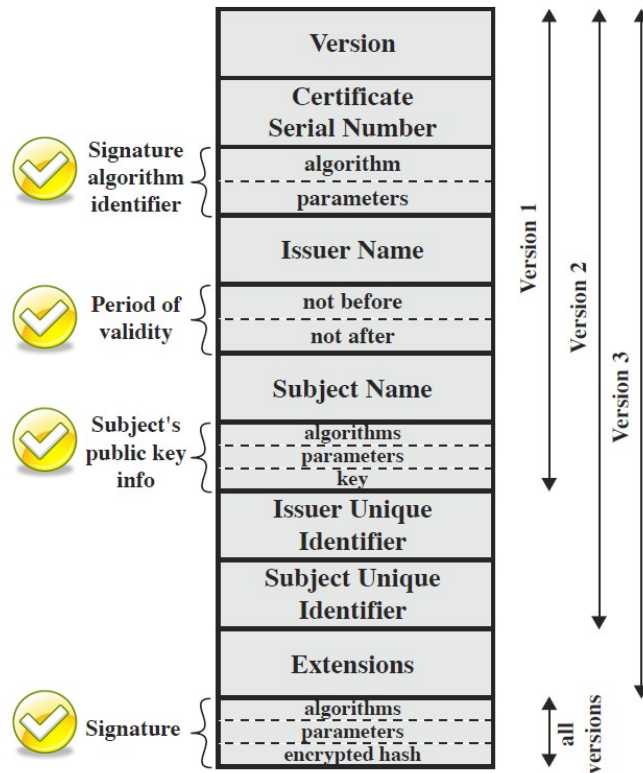 Version
Certificate
Serial Number
Signature
algorithm
identifier
algorithm
parameters
Issuer Name
Period of
validity
not before
not after
Subject Name
Subject's
public key
info
algorithms
parameters
key
Issuer Unique
Identifier
Subject Unique
Identifier
Extensions
Signature
algorithms
parameters
encrypted hash
Version 1
Version 2
Version 3
all
versions